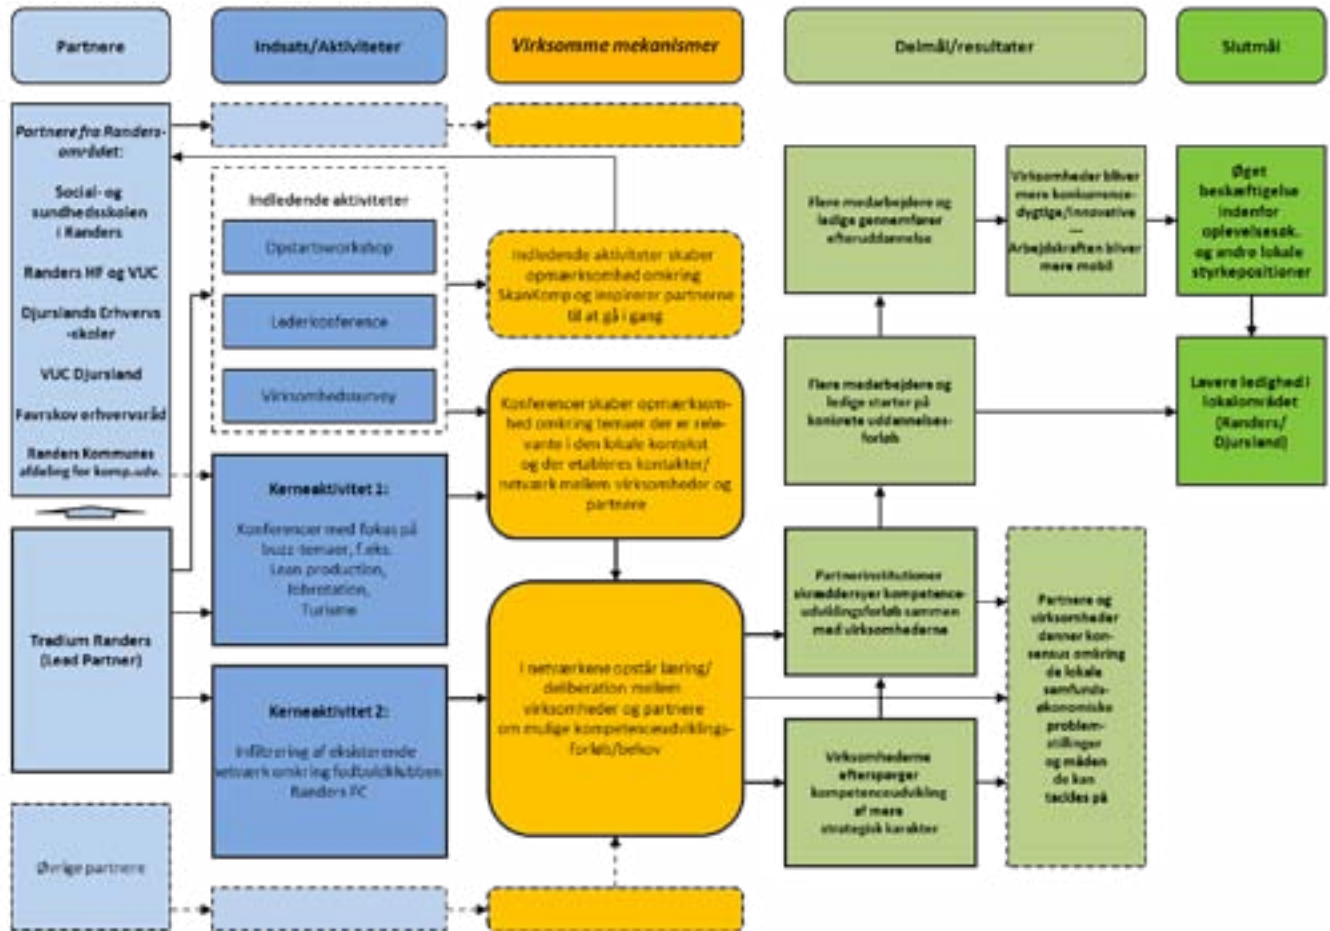 Partnere
Indsats/Aktiviteter
Virksomme mekanismer
Delmål/resultater
Slutmål
Partnere fra Randers-
området:
Social- og
sundhedsskolen
i Randers
Randers HF og VUC
Djurslands Erhvervs
-skoler
VUC Djursland
Favrskov erhvervsråd
Randers Kommunes
afdeling for komp.udv.
Tradium Randers
(Lead Partner)
Øvrige partnere
Indledende aktiviteter
Opstartsworkshop
Lederkonference
Virksomhedssurvey
Kerneaktivitet 1:
Konferencer med fokus på
buzz-temaer, f.eks.
Lean production,
Jobrotation,
Turisme
Kerneaktivitet 2:
Infiltrering af eksisterende
netværk omkring fodboldklubben
Randers FC
Indledende aktiviteter skaber
opmærksomhed omkring
SkanKomp og inspirerer partnerne
til at gå i gang
Konferencer skaber opmærksom-
hed omkring temaer der er rele-
vante i den lokale kontekst
og der etableres kontakter/
netværk mellem virksomheder og
partnere
I netværkene opstår læring/
deliberation mellem
virksomheder og partnere
om mulige kompetenceudviklings-
forløb/behov
Flere medarbejdere og
ledige gennemfører
efteruddannelse
Virksomheder bliver
mere konkurrence-
dygtige/innovative
---
Arbejdskraften bliver
mere mobil
Flere medarbejdere og
ledige starter på
konkrete uddannelses-
forløb
Partnerinstitutioner
skræddersyer kompetence-
udviklingsforløb sammen
med virksomhederne
Virksomhederne
efterspørger
kompetenceudvikling
af mere
strategisk karakter
Partnere og
virksomheder
danner kon-
sensus omkring
de lokale
samfunds-
økonomiske
problem-
stillinger
og måden
de kan
tackles på
Øget
beskæftigelse
indenfor
oplevelsesøk.
og andre lokale
styrkepositioner
Lavere ledighed i
lokalområdet
(Randers/
Djursland)